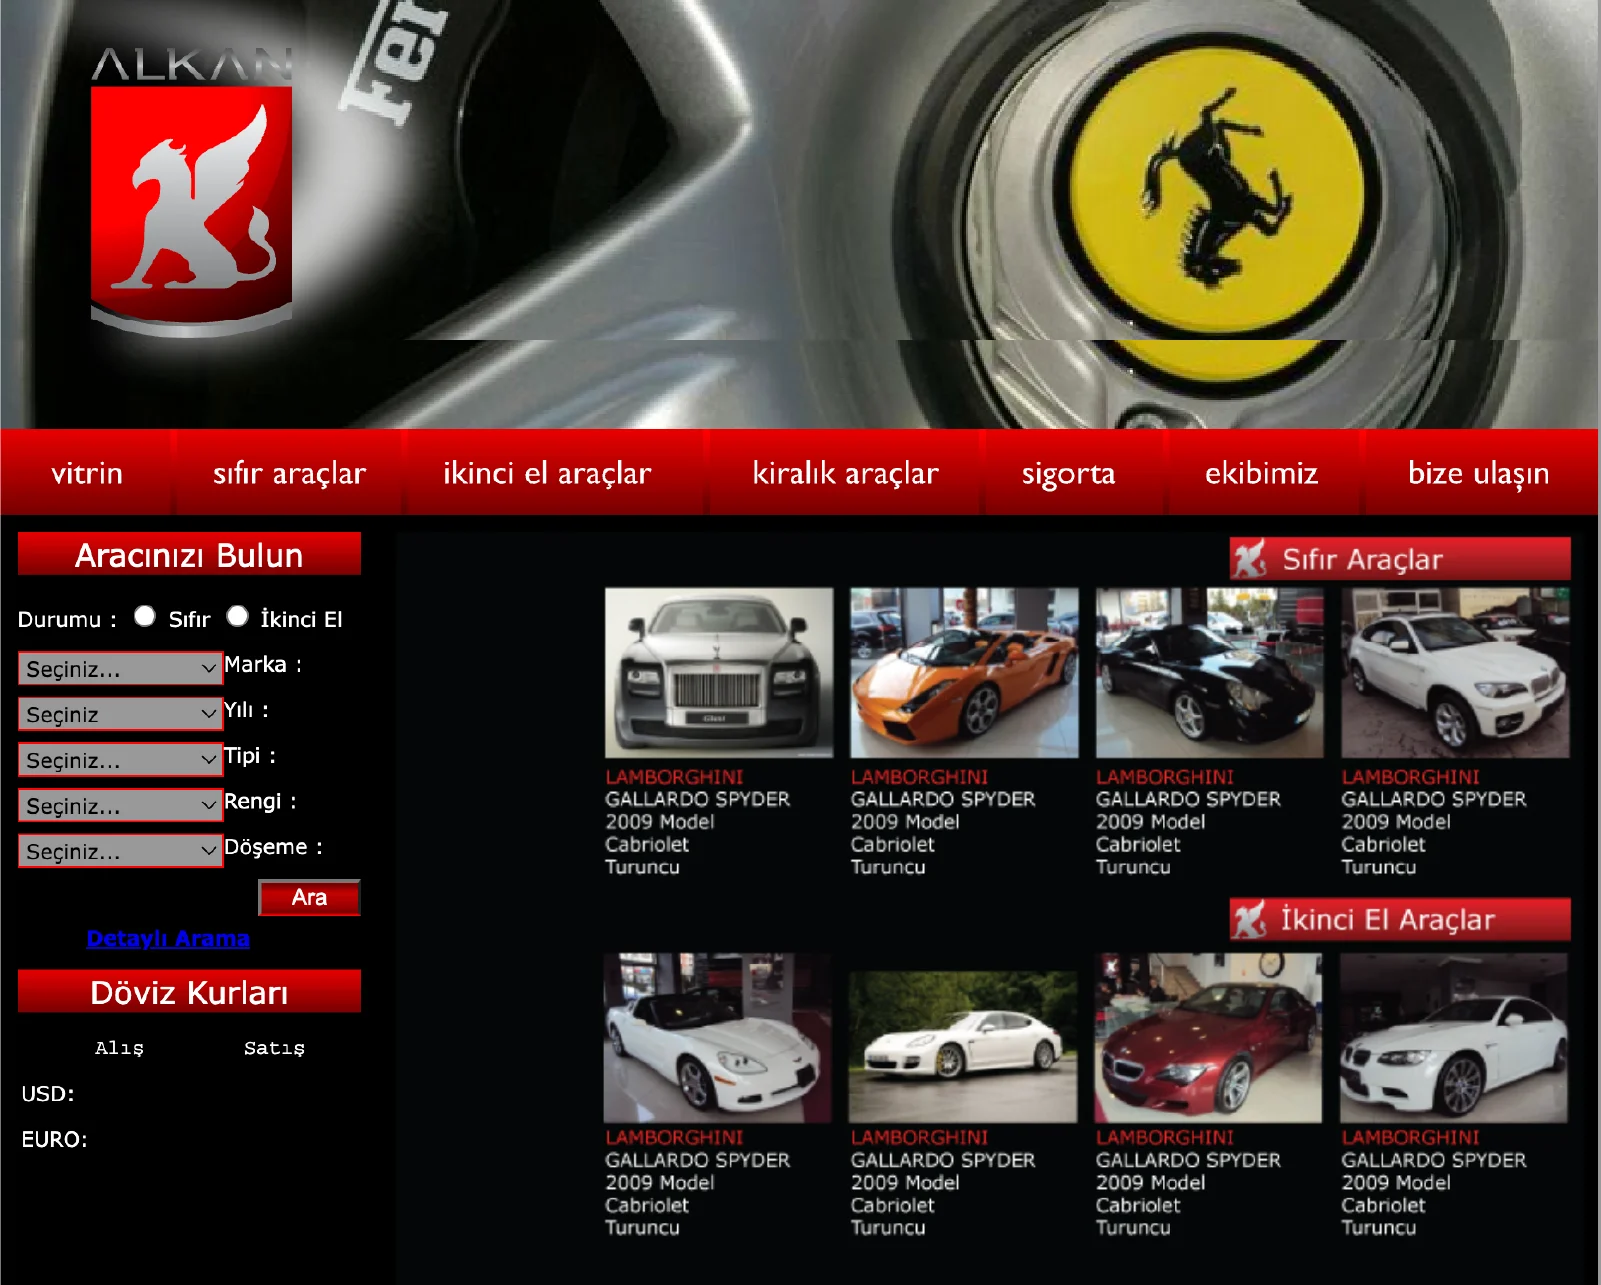 ALKAN
Fer
vitrin sıfır araçlar ikinci el araçlar kiralık araçlar sigorta ekibimiz bize ulaşın
Aracınızı Bulun
Durumu : Sıfır İkinci El
Seçiniz... Marka :
Seçiniz Yılı :
Seçiniz... Tipi :
Seçiniz... Rengi :
Seçiniz... Döşeme :
Ara
Detaylı Arama
Döviz Kurları
Alış Satış
USD:
EURO:
Sıfır Araçlar
LAMBORGHINI LAMBORGHINI LAMBORGHINI LAMBORGHINI
GALLARDO SPYDER GALLARDO SPYDER GALLARDO SPYDER GALLARDO SPYDER
2009 Model 2009 Model 2009 Model 2009 Model
Cabriolet Cabriolet Cabriolet Cabriolet
Turuncu Turuncu Turuncu Turuncu
İkinci El Araçlar
LAMBORGHINI LAMBORGHINI LAMBORGHINI LAMBORGHINI
GALLARDO SPYDER GALLARDO SPYDER GALLARDO SPYDER GALLARDO SPYDER
2009 Model 2009 Model 2009 Model 2009 Model
Cabriolet Cabriolet Cabriolet Cabriolet
Turuncu Turuncu Turuncu Turuncu